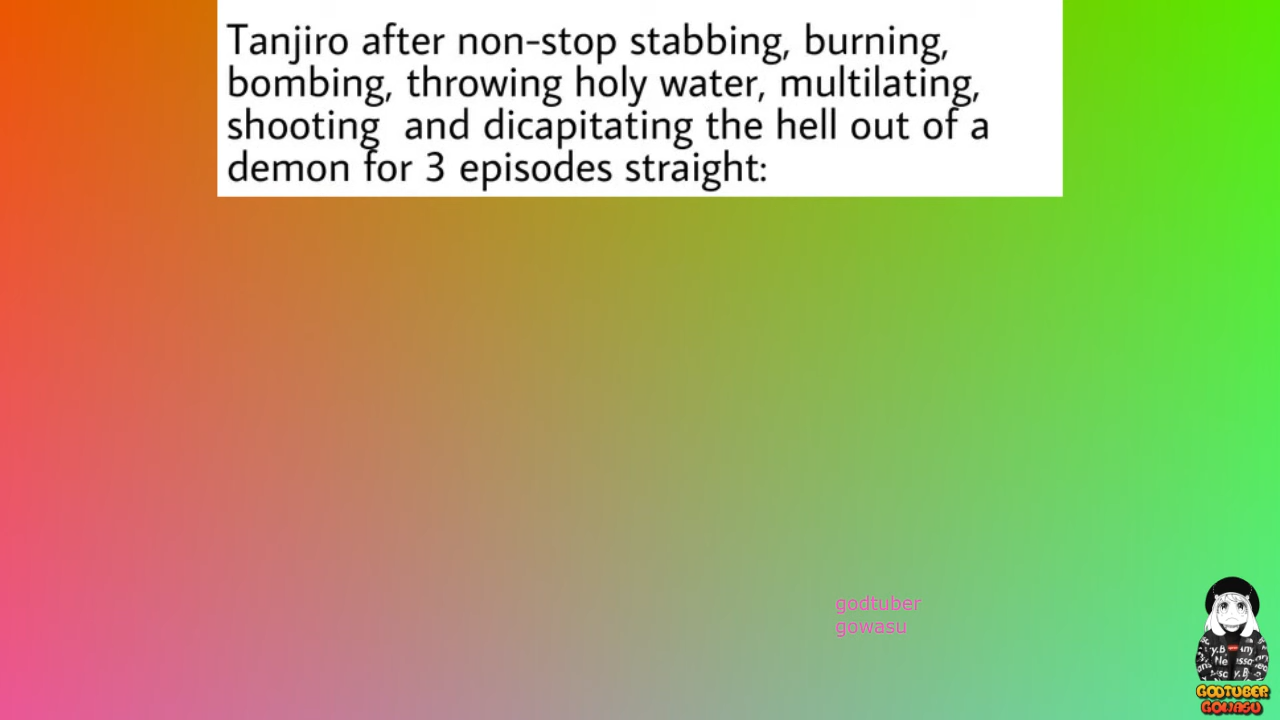 Tanjiro after non-stop stabbing, burning,
bombing, throwing holy water, multilating,
shooting  and dicapitating the hell out of a
demon for 3 episodes straight:
godtuber
gowasu
GODTUBER
GOWASU